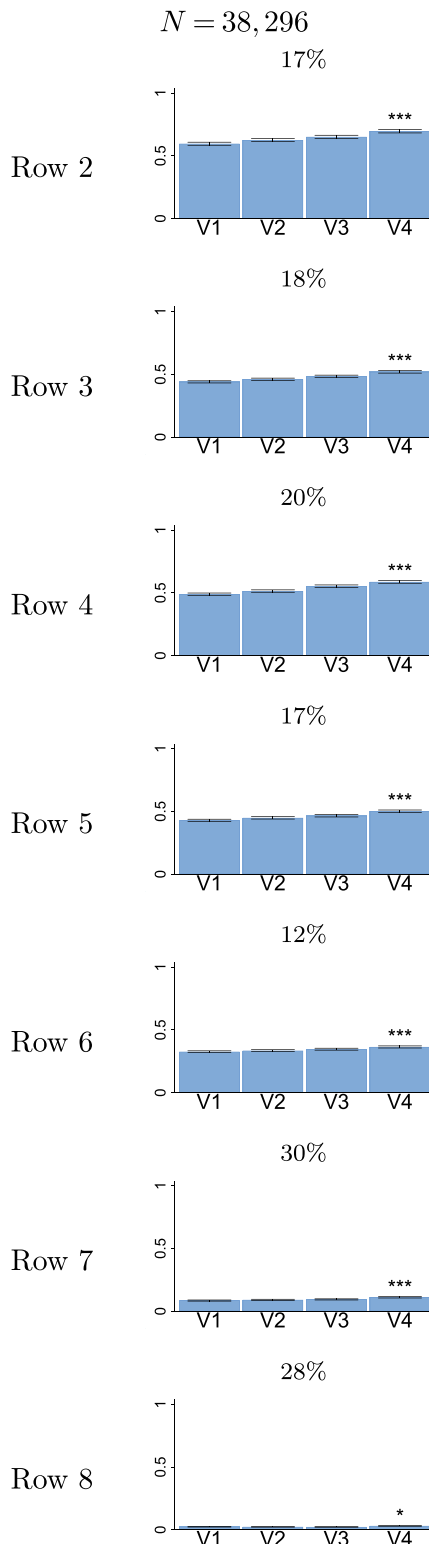 N = 38, 296
17%
1
***
0.5
Row 2
0
V1 V2 V3 V4
18%
1
***
0.5
Row 3
0
V1 V2 V3 V4
20%
1
***
0.5
Row 4
0
V1 V2 V3 V4
17%
1
***
0.5
Row 5
0
V1 V2 V3 V4
12%
1
***
0.5
Row 6
0
V1 V2 V3 V4
30%
1
0.5
Row 7
***
0
V1 V2 V3 V4
28%
1
0.5
Row 8
*
0
V1 V2 V3 V4